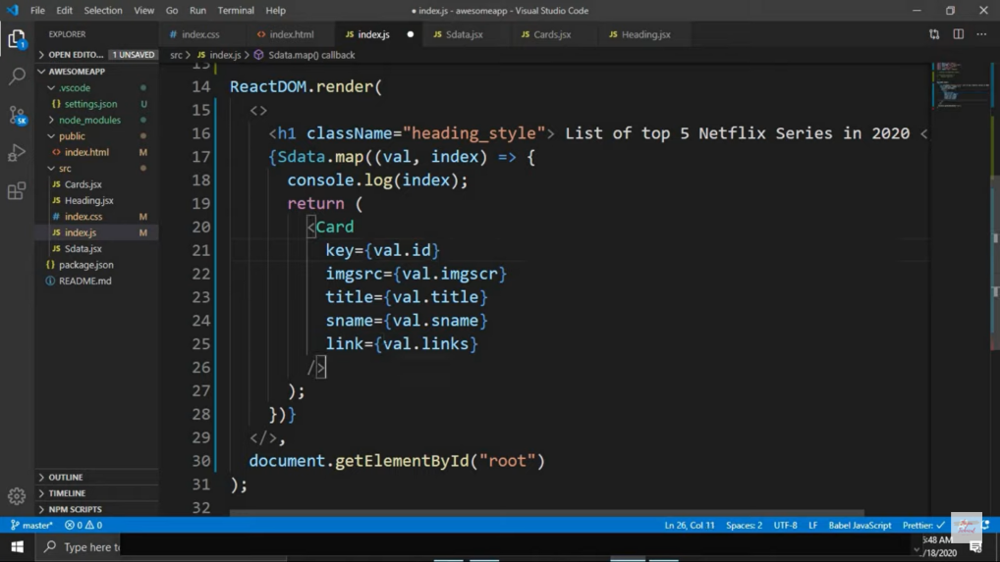 File Edit Selection View Go Run Terminal Help
● index.js - awesomeapp - Visual Studio Code
EXPLORER
index.css index.html index.js Sdata.jsx Cards.jsx Heading.jsx
OPEN EDITO... 1 UNSAVED
src > JS index.js > Sdata.map() callback
AWESOMEAPP
.vscode
settings.json U
node_modules
public
index.html M
src
JS Cards.jsx
JS Heading.jsx
index.css M
JS index.js M
JS Sdata.jsx
package.json
README.md
13
14 ReactDOM.render(
15 <>
16 <h1 className="heading_style"> List of top 5 Netflix Series in 2020 <
17 {Sdata.map((val, index) => {
18 console.log(index);
19 return (
20 <Card
21 key={val.id}
22 imgsrc={val.imgscr}
23 title={val.title}
24 sname={val.sname}
25 link={val.links}
26 />
27 );
28 })}
29 </>,
30 document.getElementById("root")
31 );
32
OUTLINE
TIMELINE
NPM SCRIPTS
master* 0 0 Ln 26, Col 11 Spaces: 2 UTF-8 LF Babel JavaScript Prettier: ✓
Type here to
:48 AM
/18/2020